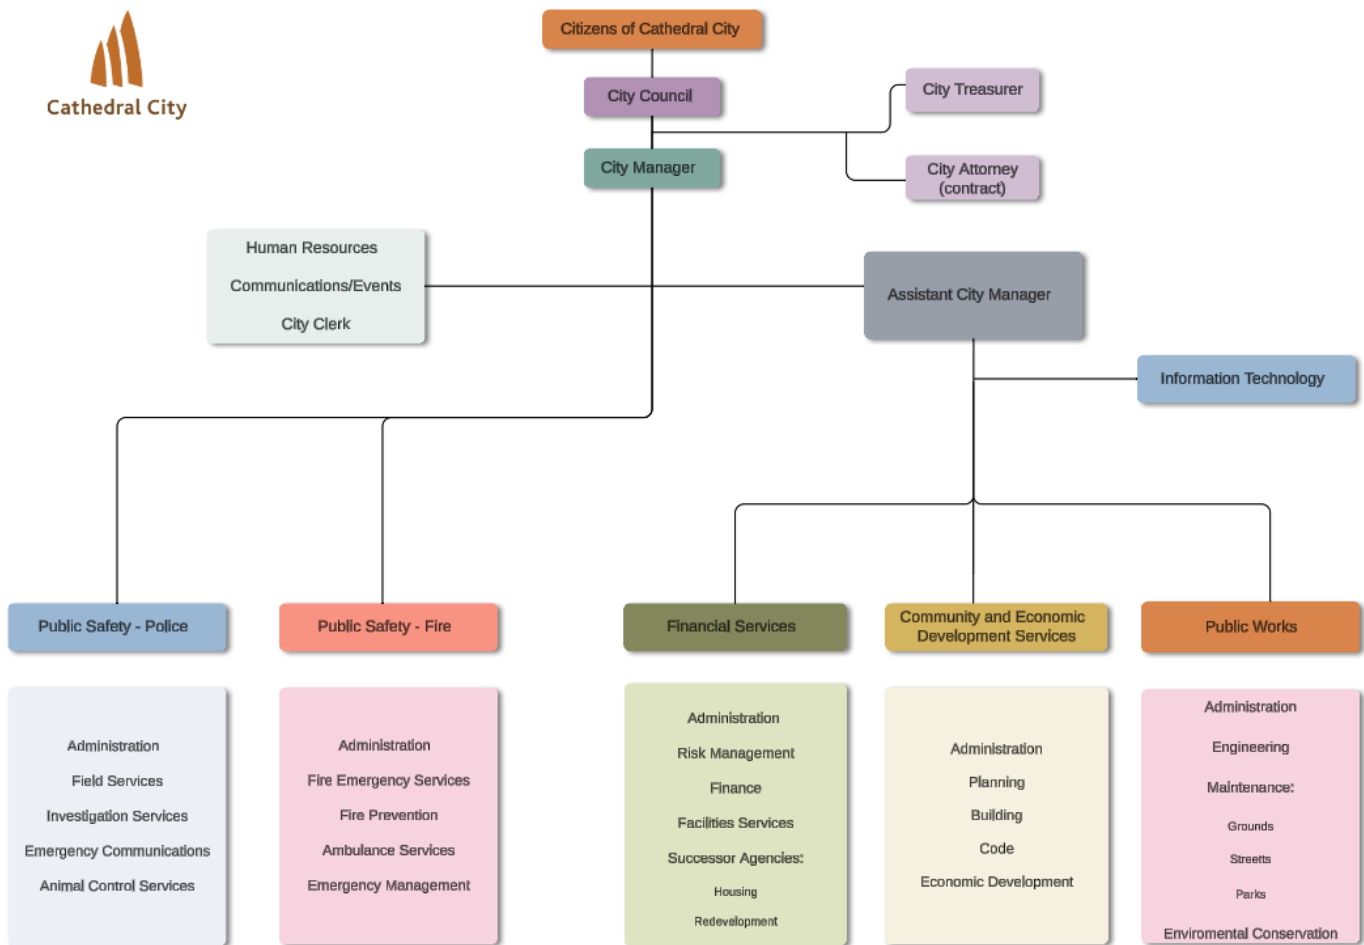 Citizens of Cathedral City
Cathedral City
City Council
City Treasurer
City Manager
City Attorney
(contract)
Human Resources
Communications/Events
City Clerk
Assistant City Manager
Information Technology
Public Safety - Police
Public Safety - Fire
Financial Services
Community and Economic
Development Services
Public Works
Administration
Field Services
Investigation Services
Emergency Communications
Animal Control Services
Administration
Fire Emergency Services
Fire Prevention
Ambulance Services
Emergency Management
Administration
Risk Management
Finance
Facilities Services
Successor Agencies:
Housing
Redevelopment
Administration
Planning
Building
Code
Economic Development
Administration
Engineering
Maintenance:
Grounds
Streetts
Parks
Enviromental Conservation